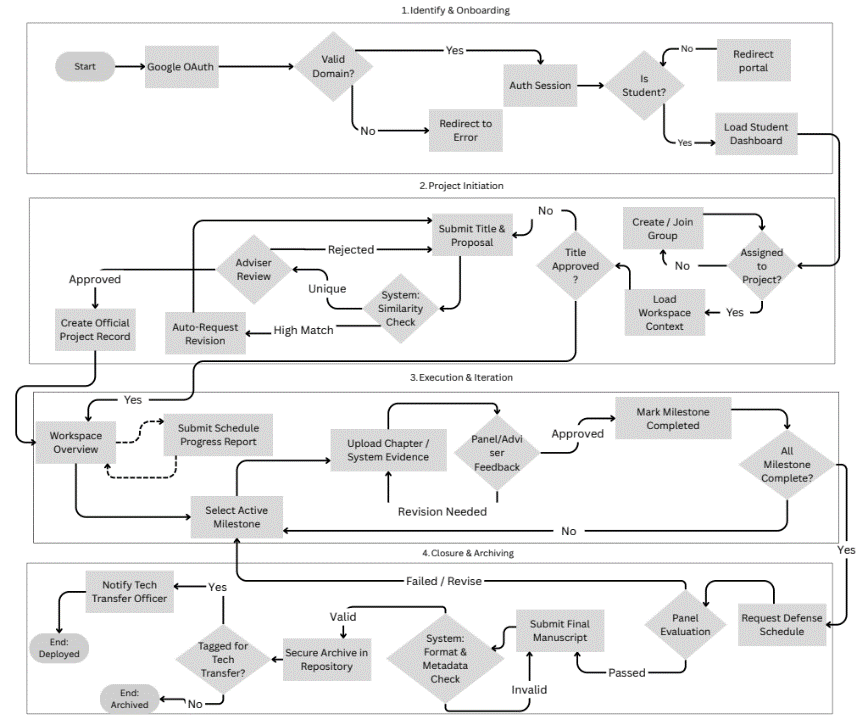 1. Identify & Onboarding
Start
Google OAuth
Valid
Domain?
Yes
No
Redirect to
Error
Auth Session
Is
Student?
No
Redirect
portal
Yes
Load Student
Dashboard
2. Project Initiation
Submit Title &
Proposal
No
Title
Approved
?
Create / Join
Group
Assigned
to
Project?
No
Yes
Load
Workspace
Context
Adviser
Review
Rejected
Unique
System:
Similarity
Check
High Match
Auto-Request
Revision
Approved
Create Official
Project Record
3. Execution & Iteration
Yes
Workspace
Overview
Submit Schedule
Progress Report
Upload Chapter /
System Evidence
Panel/Advi
ser
Feedback
Approved
Mark Milestone
Completed
All
Milestone
Complete?
Revision Needed
Select Active
Milestone
No
Yes
4. Closure & Archiving
Failed / Revise
Notify Tech
Transfer Officer
Yes
End:
Deployed
Tagged for
Tech
Transfer?
No
End:
Archived
Valid
Secure Archive in
Repository
System:
Format &
Metadata
Check
Submit Final
Manuscript
Invalid
Passed
Panel
Evaluation
Request Defense
Schedule